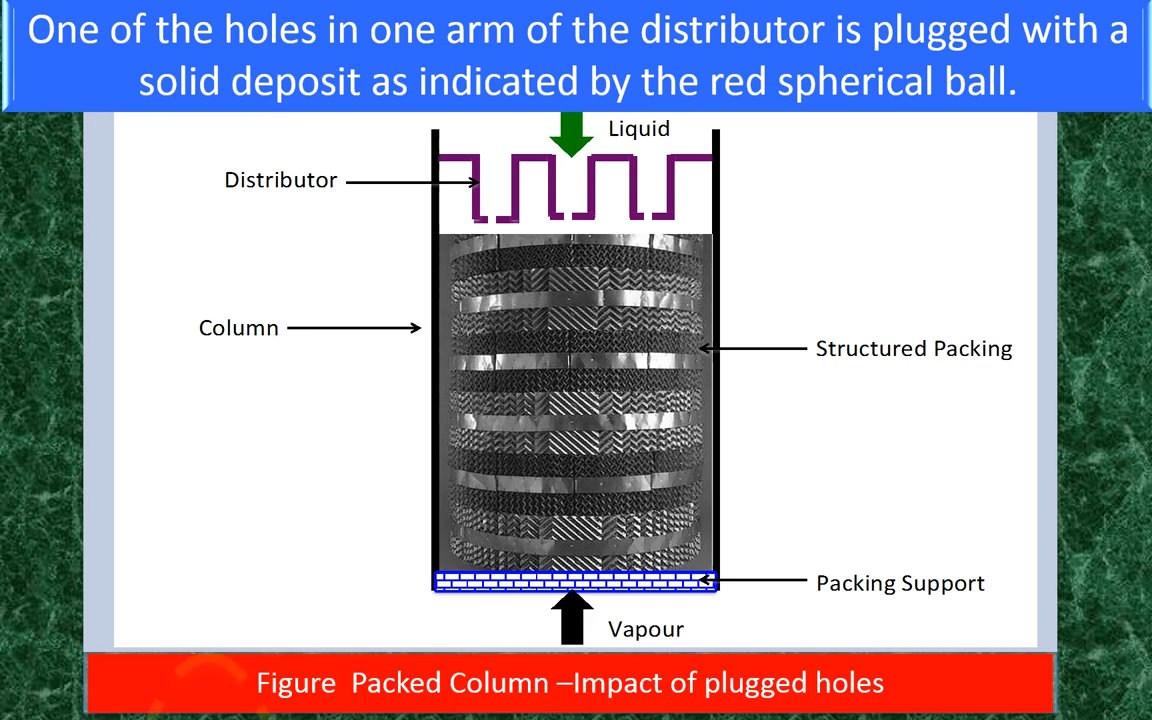 One of the holes in one arm of the distributor is plugged with a
solid deposit as indicated by the red spherical ball.
Liquid
Distributor
Column
Structured Packing
Packing Support
Vapour
Figure Packed Column –Impact of plugged holes